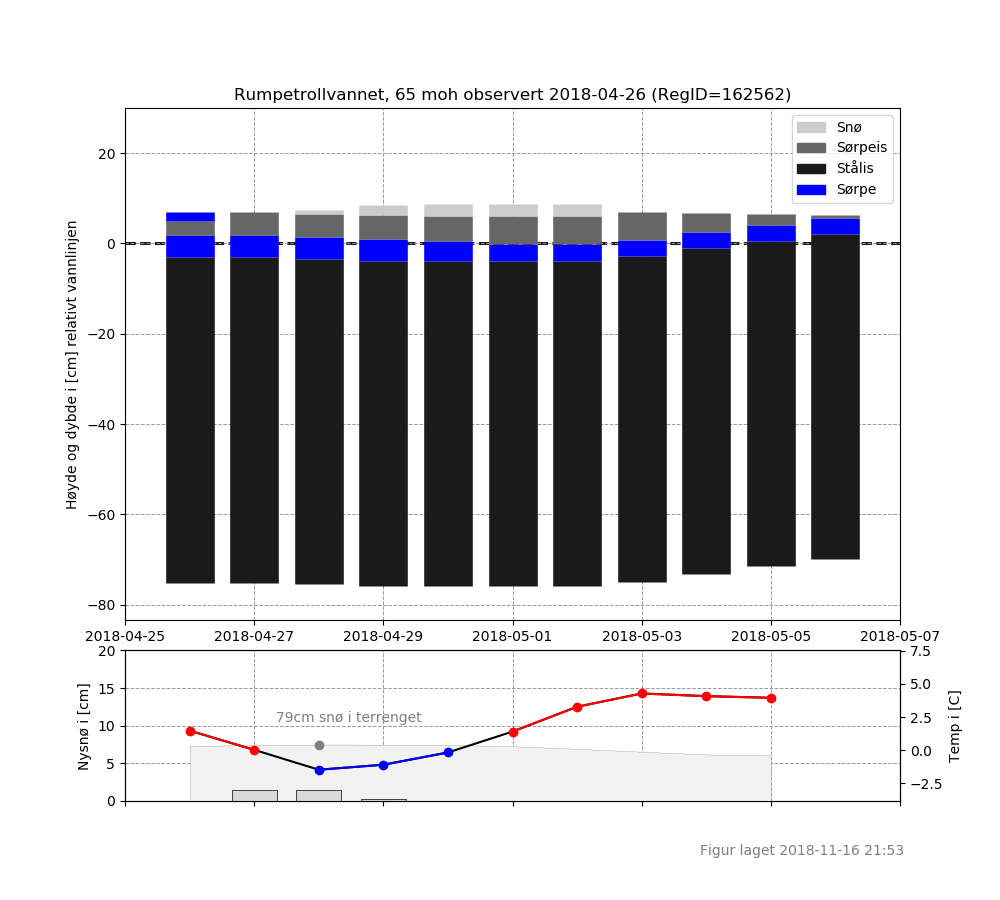 Rumpetrollvannet, 65 moh observert 2018-04-26 (RegID=162562)
Snø
Sørpeis
Stålis
Sørpe
Høyde og dybde i [cm] relativt vannlinjen
20
0
−20
−40
−60
−80
2018-04-25 2018-04-27 2018-04-29 2018-05-01 2018-05-03 2018-05-05 2018-05-07
Nysnø i [cm]
20
15
10
5
0
79cm snø i terrenget
7.5
5.0
2.5
0.0
−2.5
Temp i [C]
Figur laget 2018-11-16 21:53